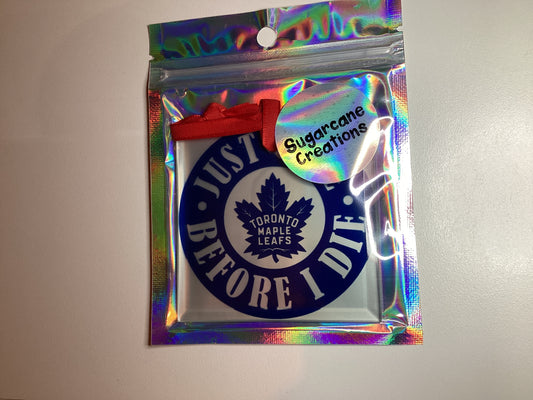 Sugarcane
Creations
JUST
TORONTO
MAPLE
LEAFS
BEFORE I DIE